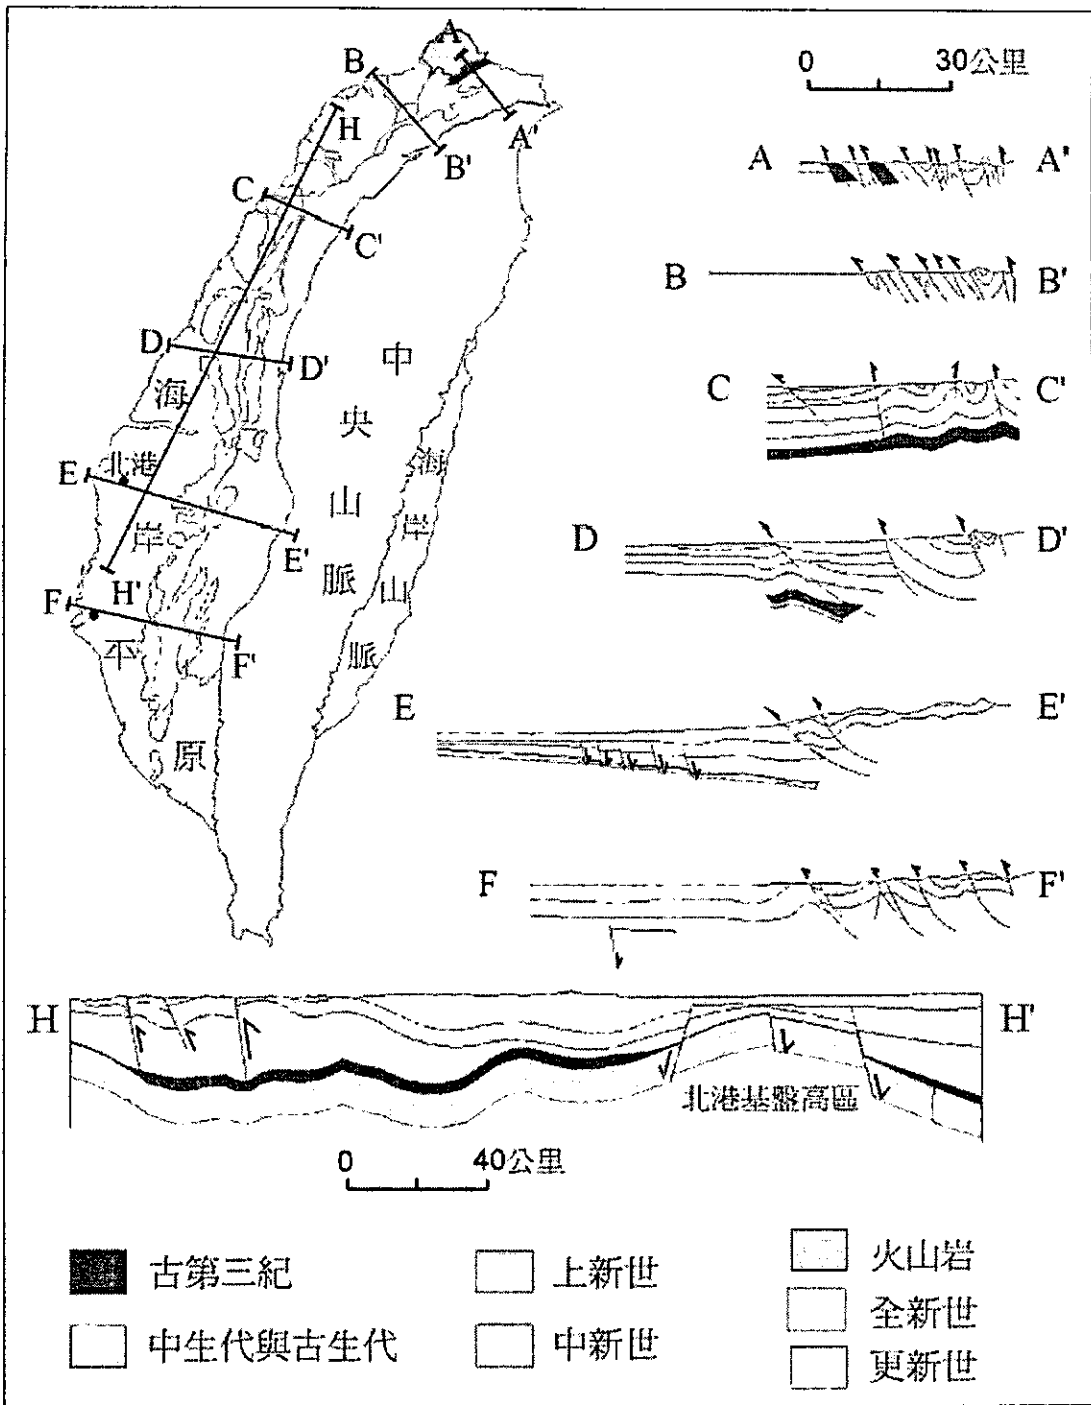 A
B
H
A'
B'
C
C'
D
D'
中央山脈
海岸平原
海岸山脈
北港
E
E'
H'
F
F'
0 30公里
A A'
B B'
C C'
D D'
E E'
F F'
H H'
北港基盤高區
0 40公里
古第三紀
上新世
火山岩
中生代與古生代
中新世
全新世
更新世